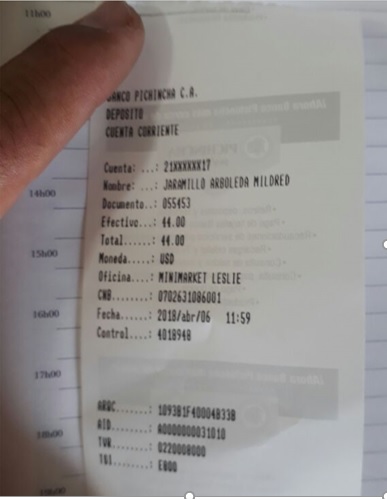 11h00
BANCO PICHINCHA C.A.
DEPOSITO
CUENTA CORRIENTE
Cuenta: ...: 21XXXXXX17
Nombre: ...: JARAMILLO ARBOLEDA MILDRED
Documento..: 055453
Efectivo...: 44.00
14h00
Total......: 44.00
Moneda.....: USD
15h00
Oficina....: MINIMARKET LESLIE
CNB........: 0702631086001
16h00
Fecha......: 2018/abr/06 11:59
Control....: 4018948
17h00
ARQC.......: 1D93B1F40004B33B
AID........: A0000000031010
18h00
TVR........: 0220008000
TSI........: E800